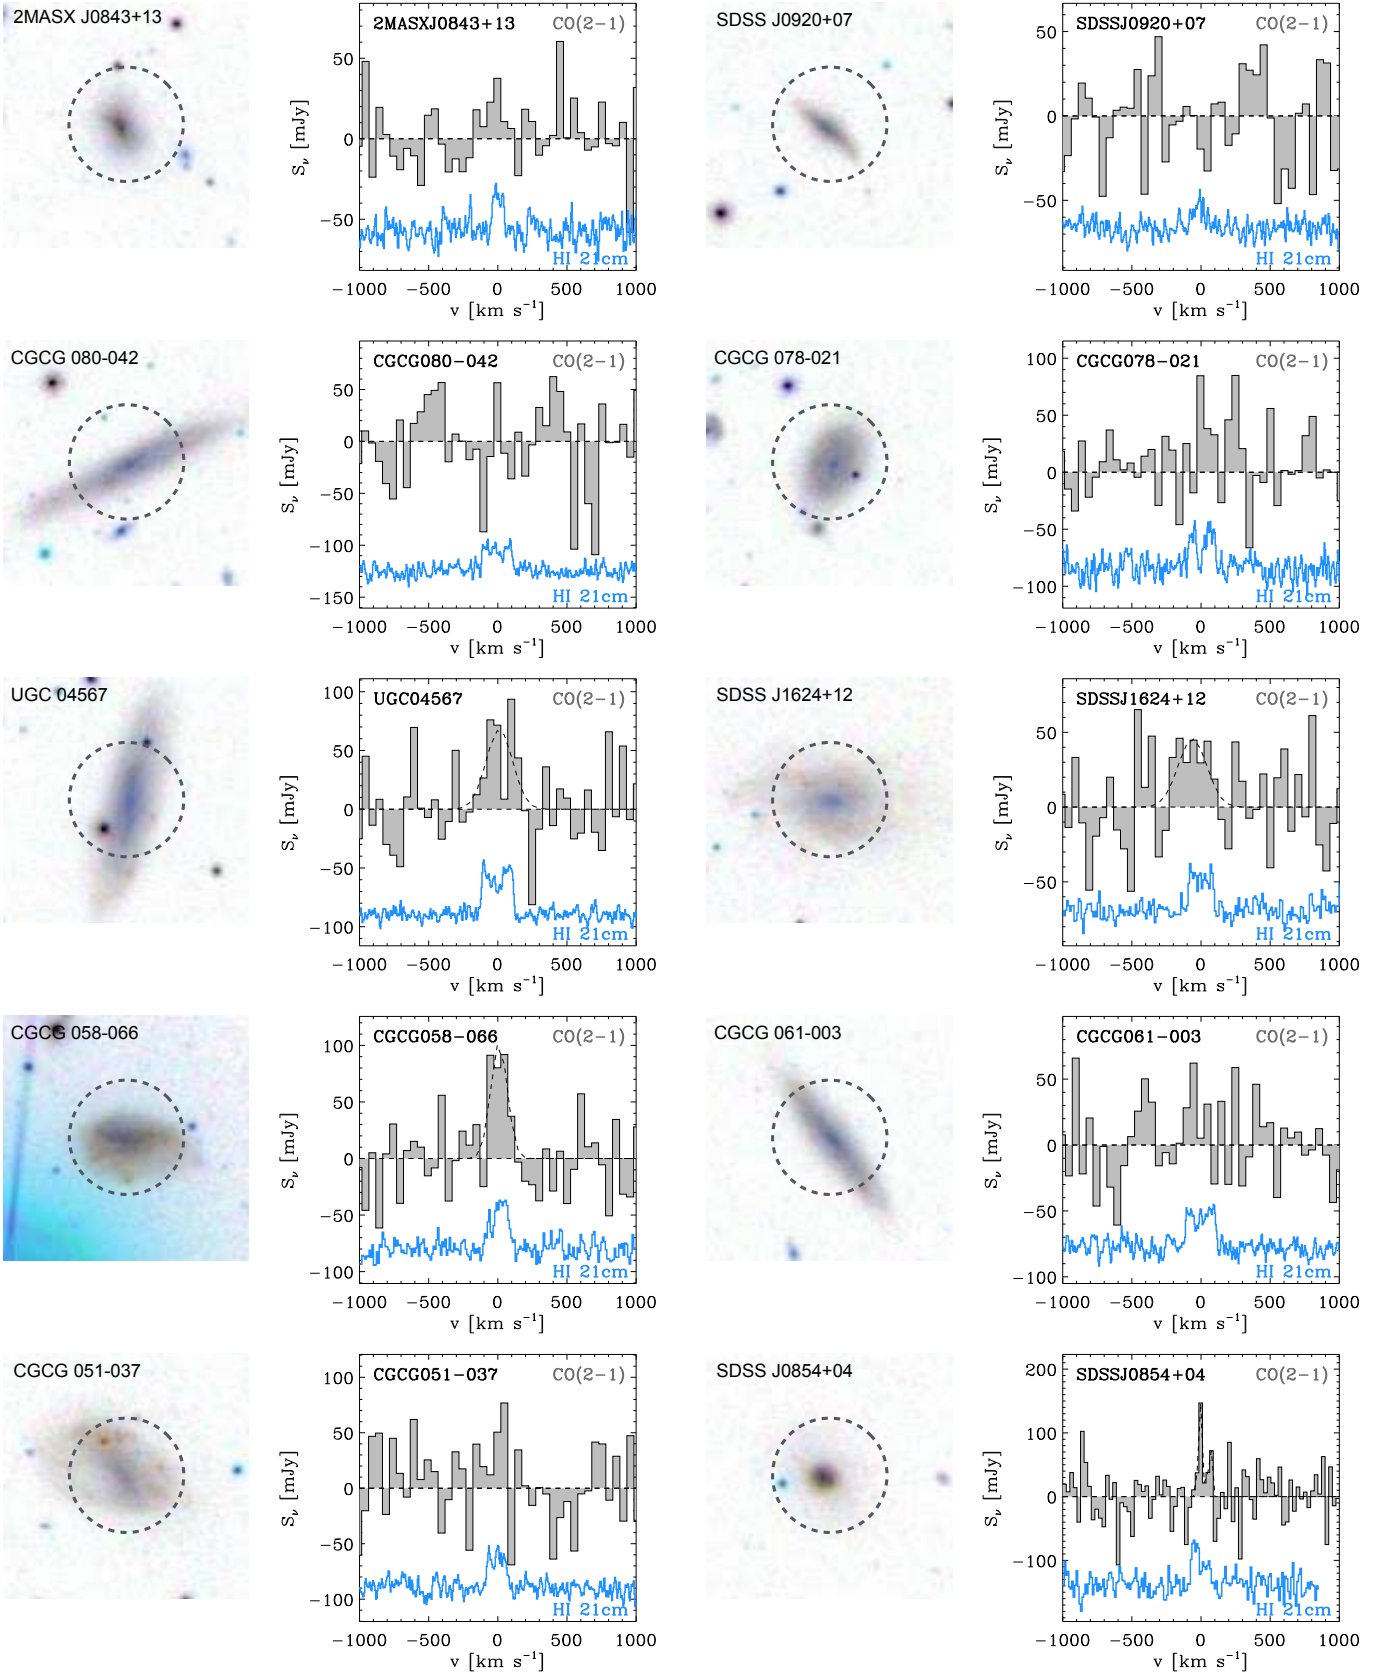 2MASX J0843+13
2MASXJ0843+13 CO(2−1)
S_ν [mJy]
50
0
−50
HI 21cm
−1000 −500 0 500 1000
v [km s⁻¹]
SDSS J0920+07
SDSSJ0920+07 CO(2−1)
S_ν [mJy]
50
0
−50
HI 21cm
−1000 −500 0 500 1000
v [km s⁻¹]
CGCG 080-042
CGCG080−042 CO(2−1)
S_ν [mJy]
50
0
−50
−100
−150
HI 21cm
−1000 −500 0 500 1000
v [km s⁻¹]
CGCG 078-021
CGCG078−021 CO(2−1)
S_ν [mJy]
100
50
0
−50
−100
HI 21cm
−1000 −500 0 500 1000
v [km s⁻¹]
UGC 04567
UGC04567 CO(2−1)
S_ν [mJy]
100
50
0
−50
−100
HI 21cm
−1000 −500 0 500 1000
v [km s⁻¹]
SDSS J1624+12
SDSSJ1624+12 CO(2−1)
S_ν [mJy]
50
0
−50
HI 21cm
−1000 −500 0 500 1000
v [km s⁻¹]
CGCG 058-066
CGCG058−066 CO(2−1)
S_ν [mJy]
100
50
0
−50
−100
HI 21cm
−1000 −500 0 500 1000
v [km s⁻¹]
CGCG 061-003
CGCG061−003 CO(2−1)
S_ν [mJy]
50
0
−50
−100
HI 21cm
−1000 −500 0 500 1000
v [km s⁻¹]
CGCG 051-037
CGCG051−037 CO(2−1)
S_ν [mJy]
100
50
0
−50
−100
HI 21cm
−1000 −500 0 500 1000
v [km s⁻¹]
SDSS J0854+04
SDSSJ0854+04 CO(2−1)
S_ν [mJy]
200
100
0
−100
HI 21cm
−1000 −500 0 500 1000
v [km s⁻¹]